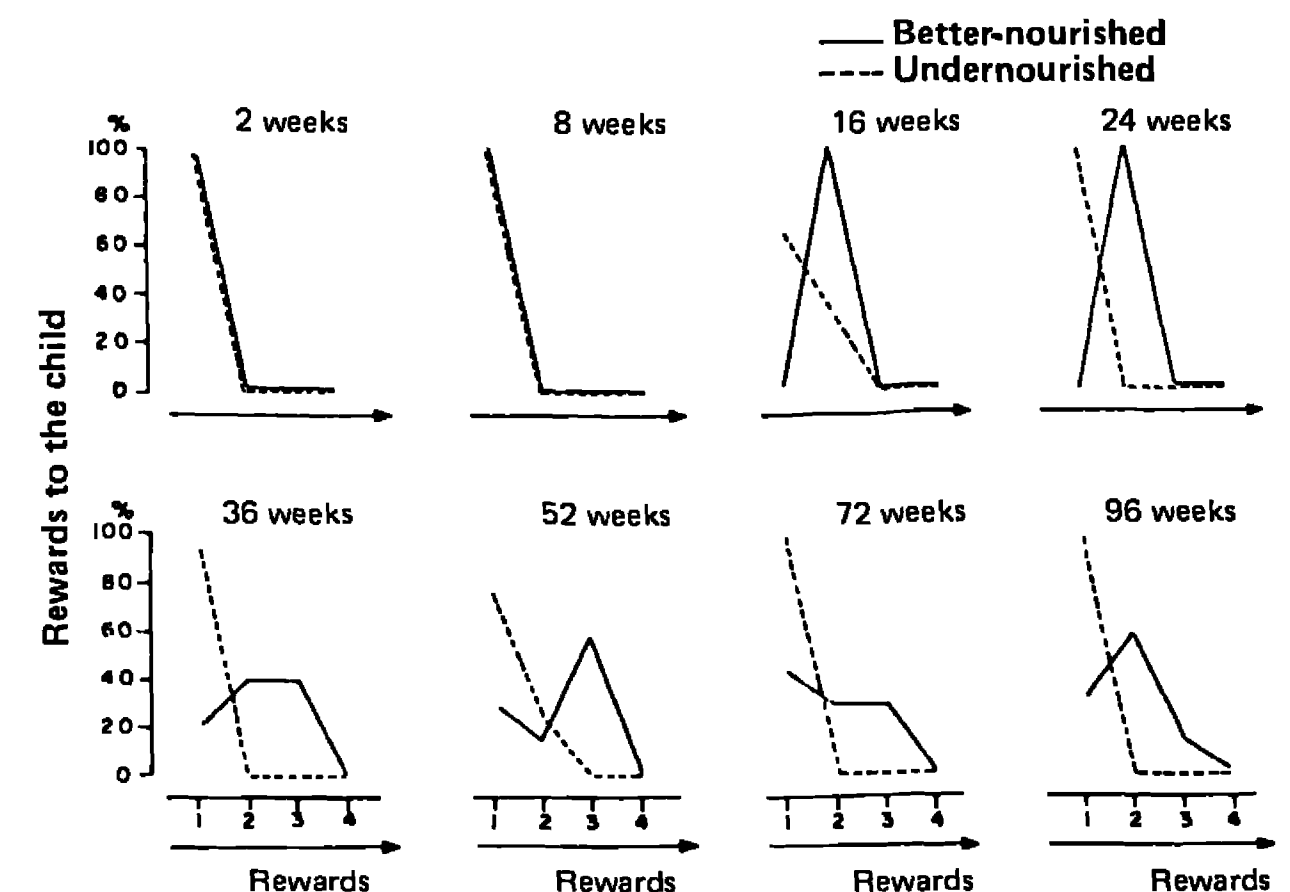 Better-nourished
Undernourished
% 2 weeks 8 weeks 16 weeks 24 weeks
100
80
60
40
20
0
Rewards to the child
% 36 weeks 52 weeks 72 weeks 96 weeks
100
80
60
40
20
0
1 2 3 4 1 2 3 4 1 2 3 4 1 2 3 4
Rewards Rewards Rewards Rewards